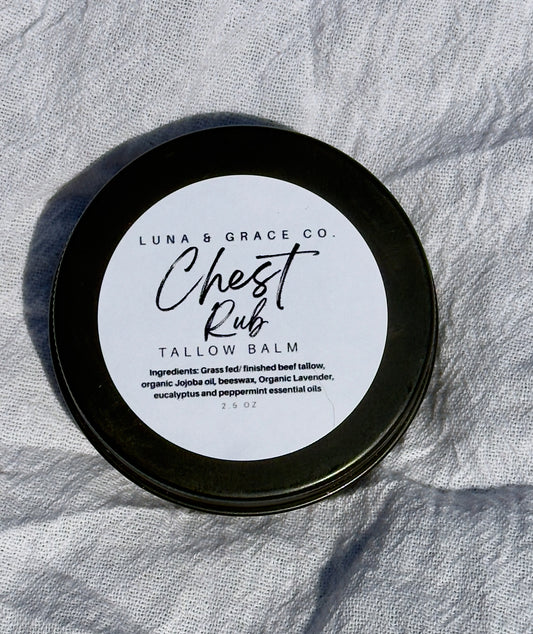 LUNA & GRACE CO.
Chest
Rub
TALLOW BALM
Ingredients: Grass fed/ finished beef tallow,
organic Jojoba oil, beeswax, Organic Lavender,
eucalyptus and peppermint essential oils
2.6 OZ